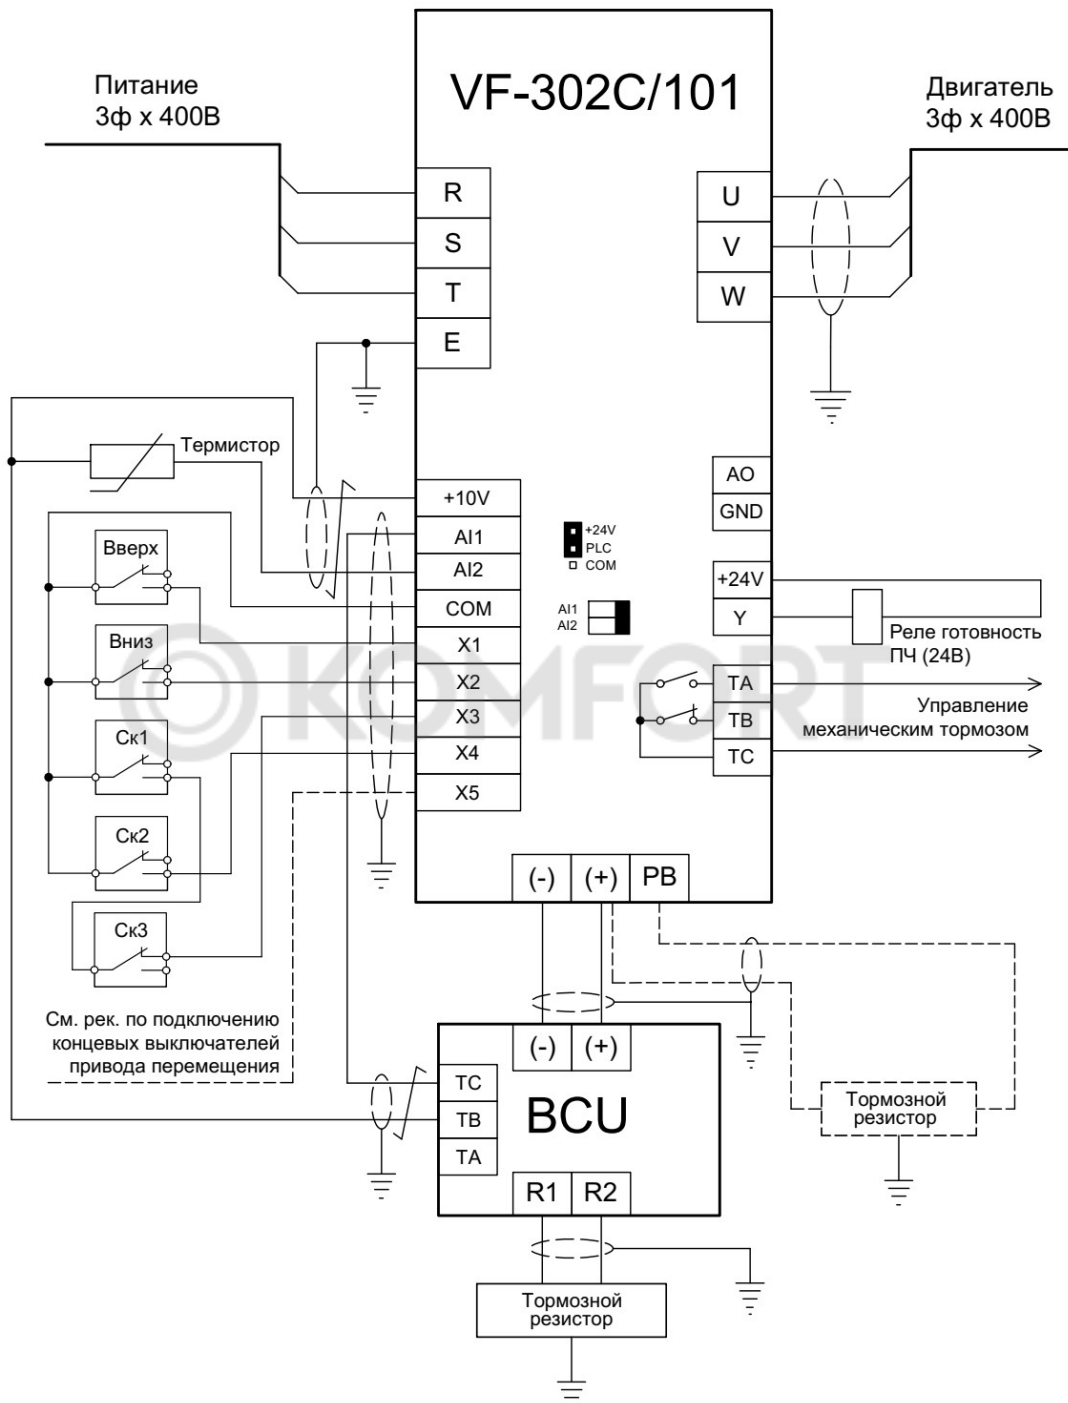 VF-302C/101
Питание
3ф х 400В
Двигатель
3ф х 400В
R
S
T
E
U
V
W
Термистор
+10V
AI1
AI2
COM
X1
X2
X3
X4
X5
Вверх
Вниз
Ск1
Ск2
Ск3
+24V
PLC
COM
AI1
AI2
AO
GND
+24V
Y
Реле готовность
ПЧ (24В)
TA
TB
TC
Управление
механическим тормозом
KOMFORT
(-)
(+)
PB
См. рек. по подключению
концевых выключателей
привода перемещения
(-)
(+)
TC
TB
TA
BCU
R1
R2
Тормозной
резистор
Тормозной
резистор